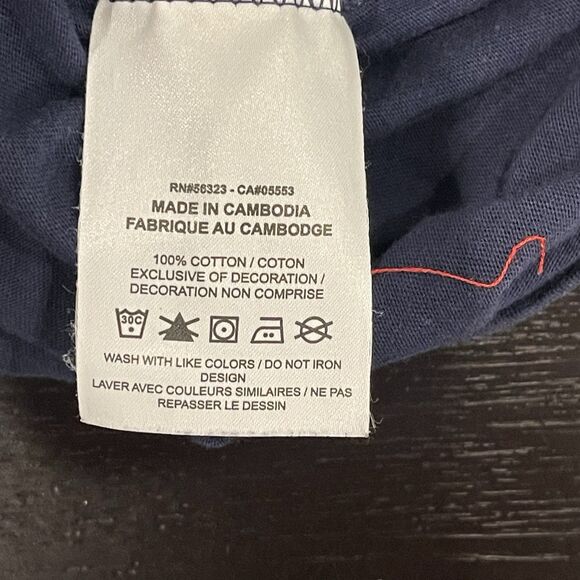 RN#56323 - CA#05553
MADE IN CAMBODIA
FABRIQUE AU CAMBODGE
100% COTTON / COTON
EXCLUSIVE OF DECORATION /
DECORATION NON COMPRISE
30C
WASH WITH LIKE COLORS / DO NOT IRON
DESIGN
LAVER AVEC COULEURS SIMILAIRES / NE PAS
REPASSER LE DESSIN